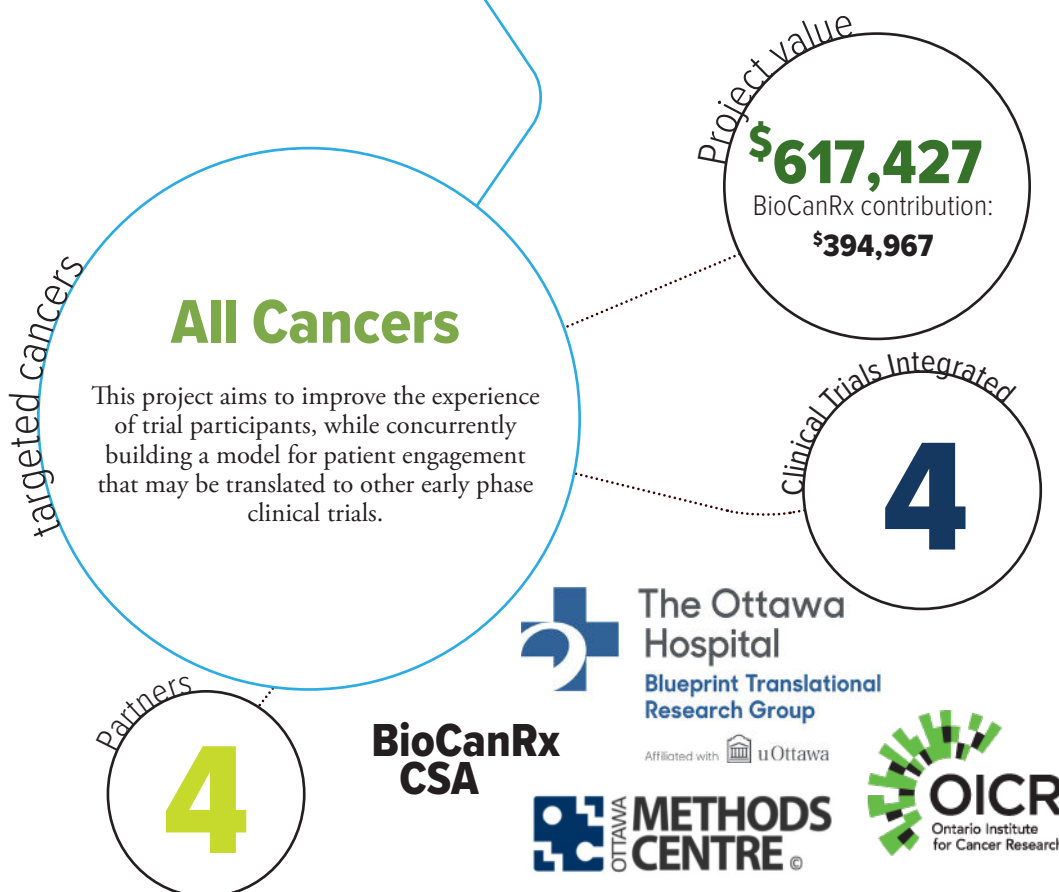 Project value
$617,427
BioCanRx contribution:
$394,967
targeted cancers
All Cancers
This project aims to improve the experience
of trial participants, while concurrently
building a model for patient engagement
that may be translated to other early phase
clinical trials.
Clinical Trials Integrated
4
The Ottawa
Hospital
Blueprint Translational
Research Group
Affiliated with uOttawa
Partners
4
BioCanRx
CSA
OTTAWA
METHODS
CENTRE ©
OICR
Ontario Institute
for Cancer Research